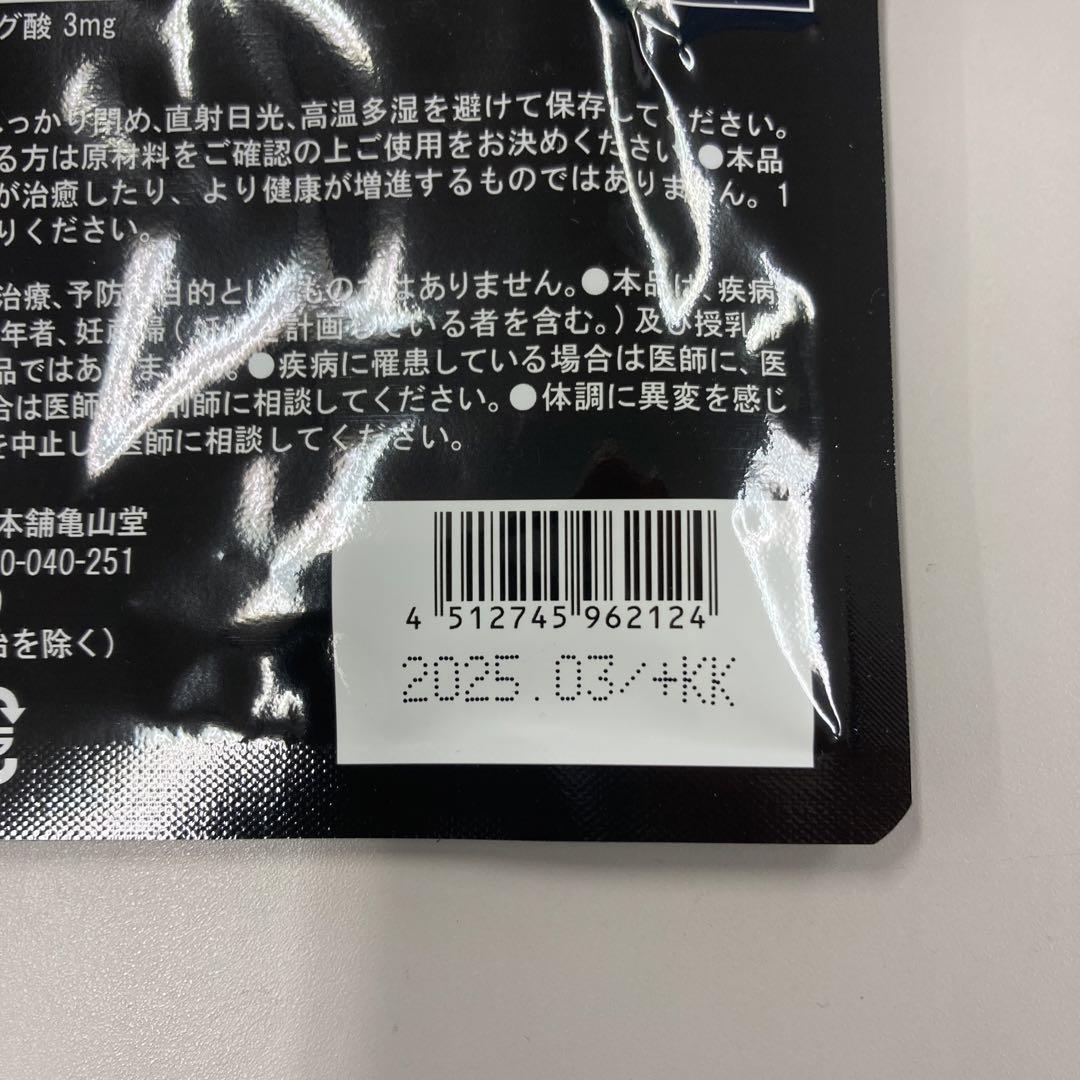 グ酸 3mg
っかり閉め、直射日光、高温多湿を避けて保存してください。
る方は原材料をご確認の上ご使用をお決めください ●本品
が治癒したり、より健康が増進するものではありません。1
りください。
治療、予防 目的と もの はありません。●本品は、疾病
年者、妊産婦( 計画 ている者を含む。)及び授乳婦
品ではありません。●疾病に罹患している場合は医師に、医
合は医師 剤師に相談してください。●体調に異変を感じ
を中止し 医師に相談してください。
本舗亀山堂
0-040-251
を除く)
4 512745 962124
2025.03/+KK